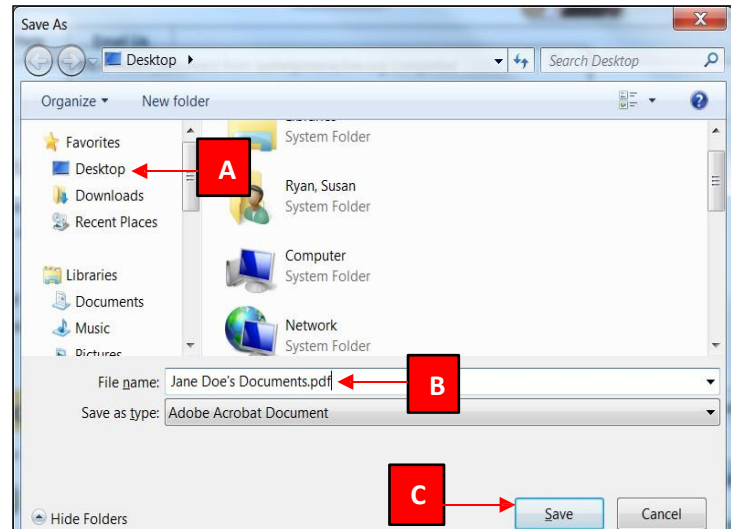 Save As
Desktop
Search Desktop
Organize
New folder
Favorites
Desktop
Downloads
Recent Places
Libraries
Documents
Music
Pictures
System Folder
Ryan, Susan
System Folder
Computer
System Folder
Network
System Folder
A
File name: Jane Doe's Documents.pdf
B
Save as type: Adobe Acrobat Document
C
Hide Folders
Save
Cancel